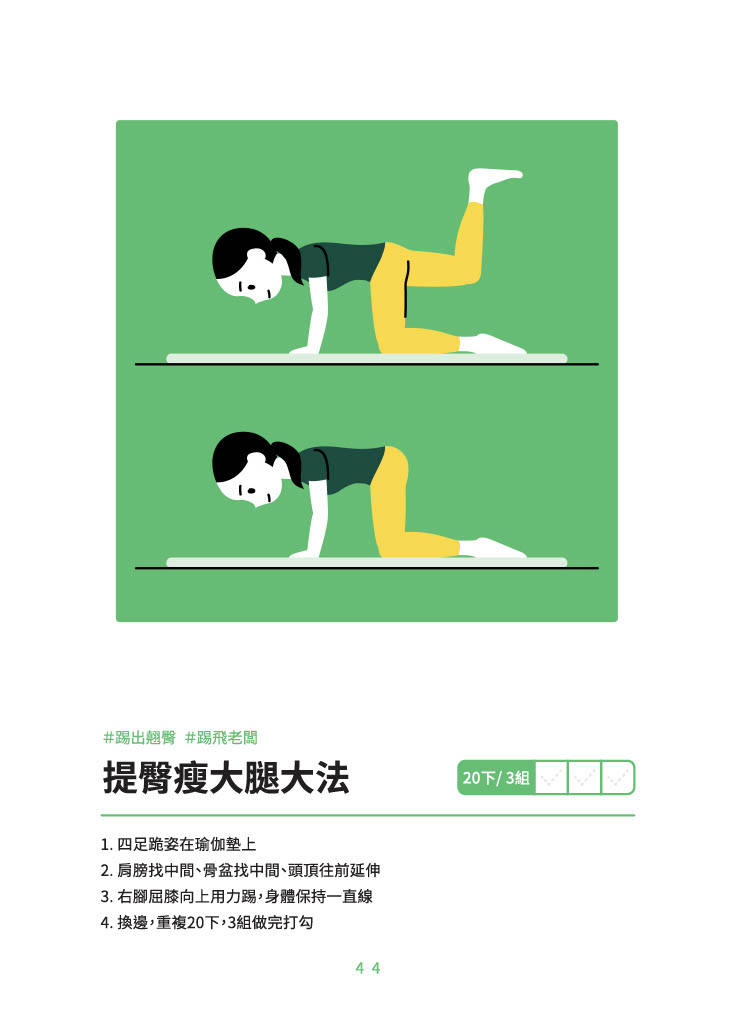 #踢出翹臀 #踢飛老闆
提臀瘦大腿大法
20下/ 3組
1. 四足跪姿在瑜伽墊上
2. 肩膀找中間、骨盆找中間、頭頂往前延伸
3. 右腳屈膝向上用力踢，身體保持一直線
4. 換邊，重複20下，3組做完打勾
4 4